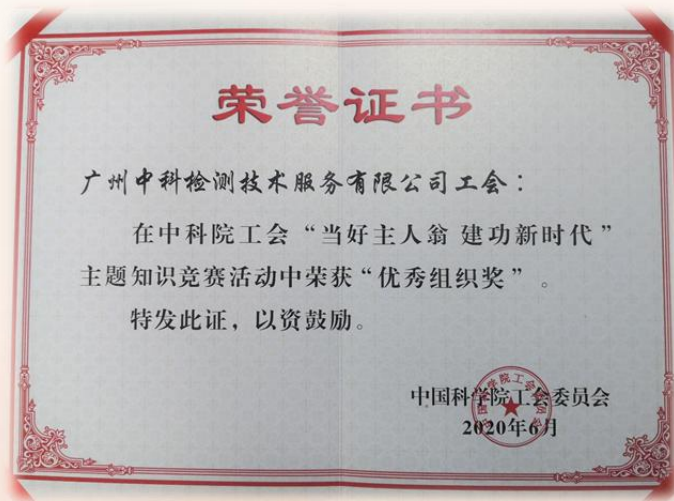 荣誉证书
广州中科检测技术服务有限公司工会：
在中科院工会“当好主人翁 建功新时代”
主题知识竞赛活动中荣获“优秀组织奖”。
特发此证，以资鼓励。
中国科学院工会委员会
2020年6月